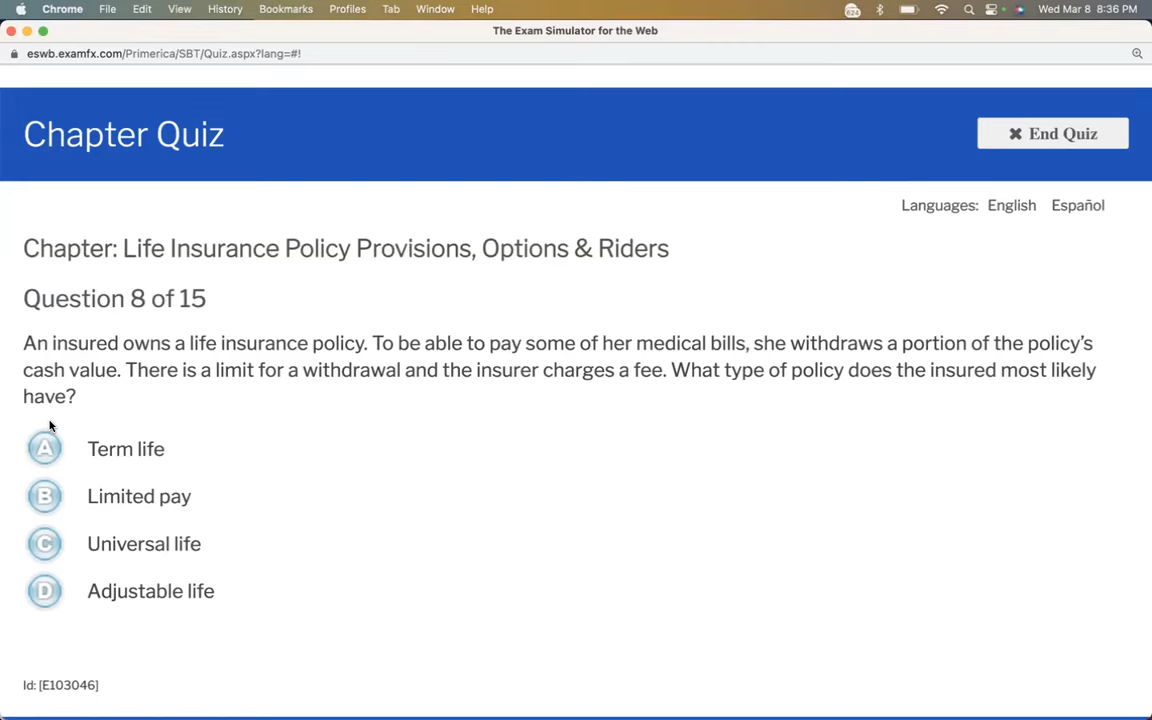 Chrome File Edit View History Bookmarks Profiles Tab Window Help Wed Mar 8 8:36 PM
The Exam Simulator for the Web
eswb.examfx.com/Primerica/SBT/Quiz.aspx?lang=#!
Chapter Quiz
✖ End Quiz
Languages: English Español
Chapter: Life Insurance Policy Provisions, Options & Riders
Question 8 of 15
An insured owns a life insurance policy. To be able to pay some of her medical bills, she withdraws a portion of the policy’s
cash value. There is a limit for a withdrawal and the insurer charges a fee. What type of policy does the insured most likely
have?
A Term life
B Limited pay
C Universal life
D Adjustable life
Id: [E103046]